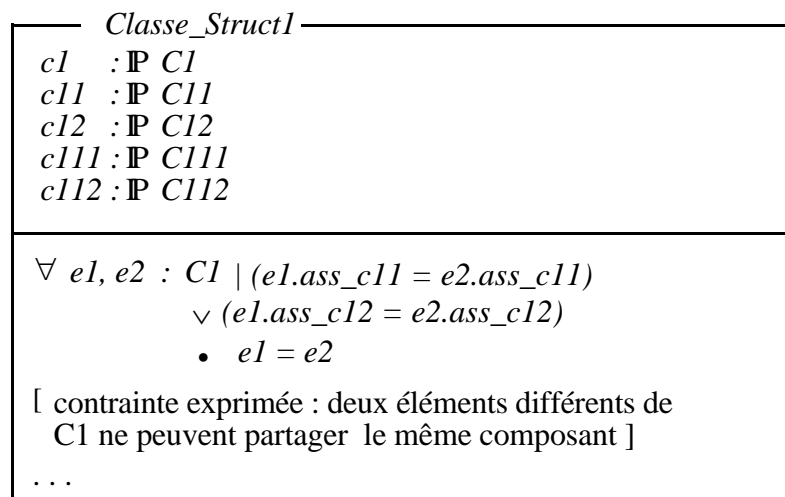 Classe_Struct1
c1 : ℙ C1
c11 : ℙ C11
c12 : ℙ C12
c111 : ℙ C111
c112 : ℙ C112
∀ e1, e2 : C1 | (e1.ass_c11 = e2.ass_c11)
∨ (e1.ass_c12 = e2.ass_c12)
• e1 = e2
[ contrainte exprimée : deux éléments différents de
C1 ne peuvent partager le même composant ]
. . .